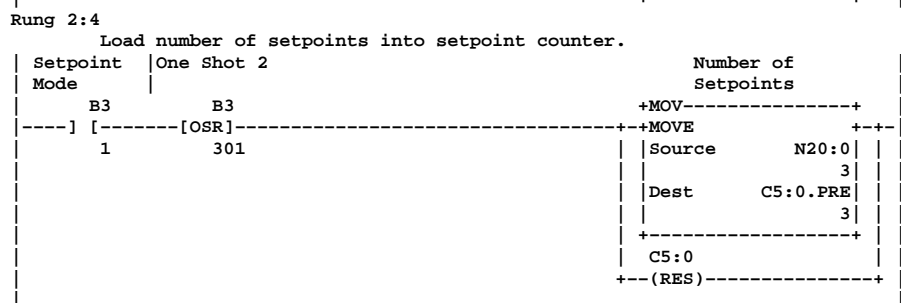 Rung 2:4
Load number of setpoints into setpoint counter.
| Setpoint |One Shot 2 Number of |
| Mode | Setpoints |
| B3 B3 +MOV----------------+ |
|----] [-------[OSR]---------------------------------+-+MOVE +-+-|
| 1 301 | |Source N20:0| | |
| | | 3| | |
| | |Dest C5:0.PRE| | |
| | | 3| | |
| | +------------------+ | |
| | C5:0 | |
| +--(RES)---------------+ |